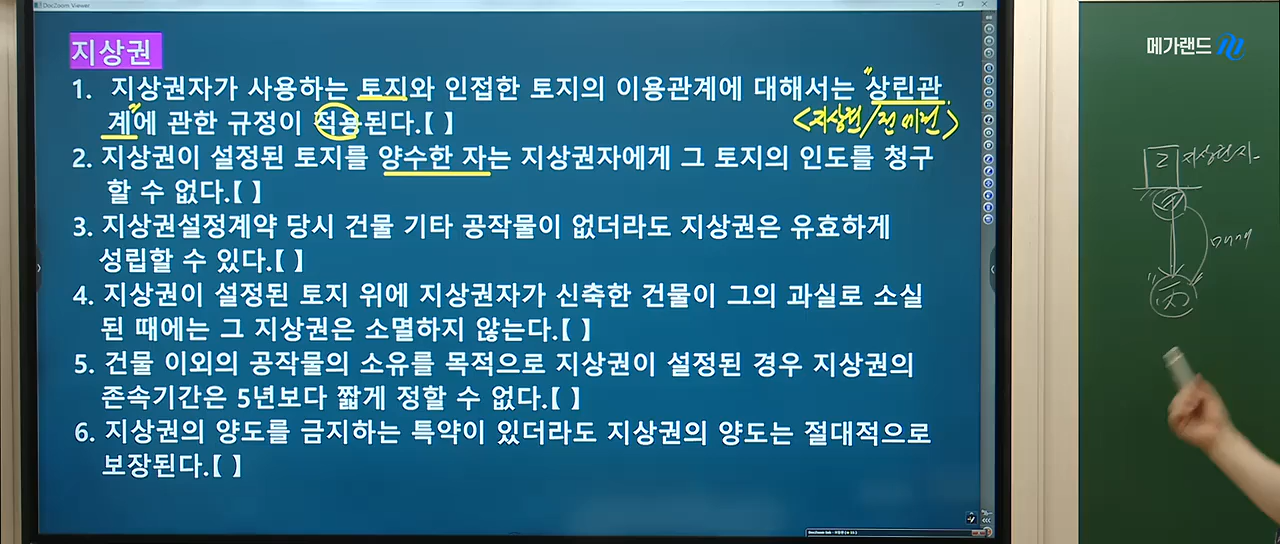 DocZoom Viewer
메가랜드
지상권
1. 지상권자가 사용하는 토지와 인접한 토지의 이용관계에 대해서는 "상린관
계"에 관한 규정이 적용된다.【 】
<지상권/전세권>
2. 지상권이 설정된 토지를 양수한 자는 지상권자에게 그 토지의 인도를 청구
할 수 없다.【 】
3. 지상권설정계약 당시 건물 기타 공작물이 없더라도 지상권은 유효하게
성립할 수 있다.【 】
4. 지상권이 설정된 토지 위에 지상권자가 신축한 건물이 그의 과실로 소실
된 때에는 그 지상권은 소멸하지 않는다.【 】
5. 건물 이외의 공작물의 소유를 목적으로 지상권이 설정된 경우 지상권의
존속기간은 5년보다 짧게 정할 수 없다.【 】
6. 지상권의 양도를 금지하는 특약이 있더라도 지상권의 양도는 절대적으로
보장된다.【 】
지상권자
매매